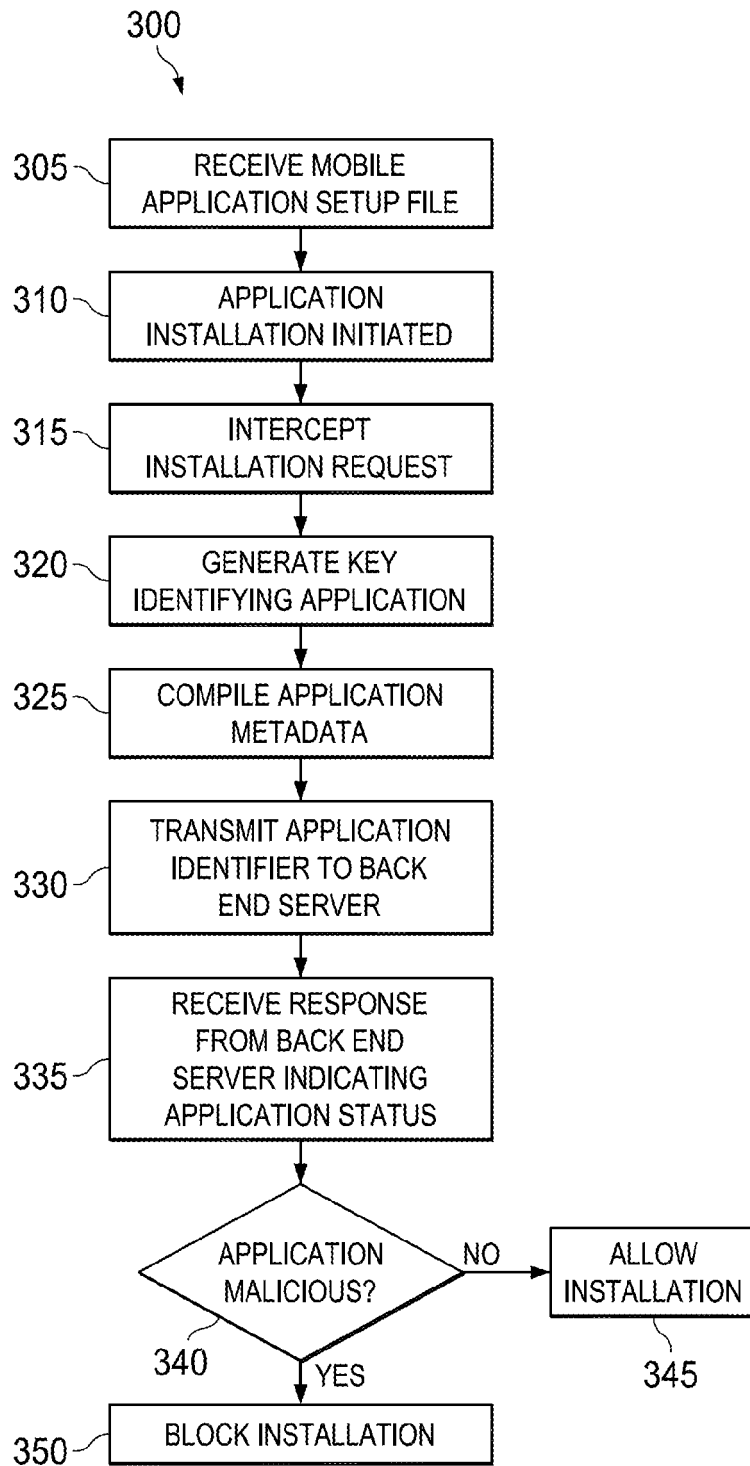 300
305
RECEIVE MOBILE
APPLICATION SETUP FILE
310
APPLICATION
INSTALLATION INITIATED
315
INTERCEPT
INSTALLATION REQUEST
320
GENERATE KEY
IDENTIFYING APPLICATION
325
COMPILE APPLICATION
METADATA
330
TRANSMIT APPLICATION
IDENTIFIER TO BACK
END SERVER
335
RECEIVE RESPONSE
FROM BACK END
SERVER INDICATING
APPLICATION STATUS
APPLICATION
MALICIOUS?
340
NO
ALLOW
INSTALLATION
345
YES
350
BLOCK INSTALLATION